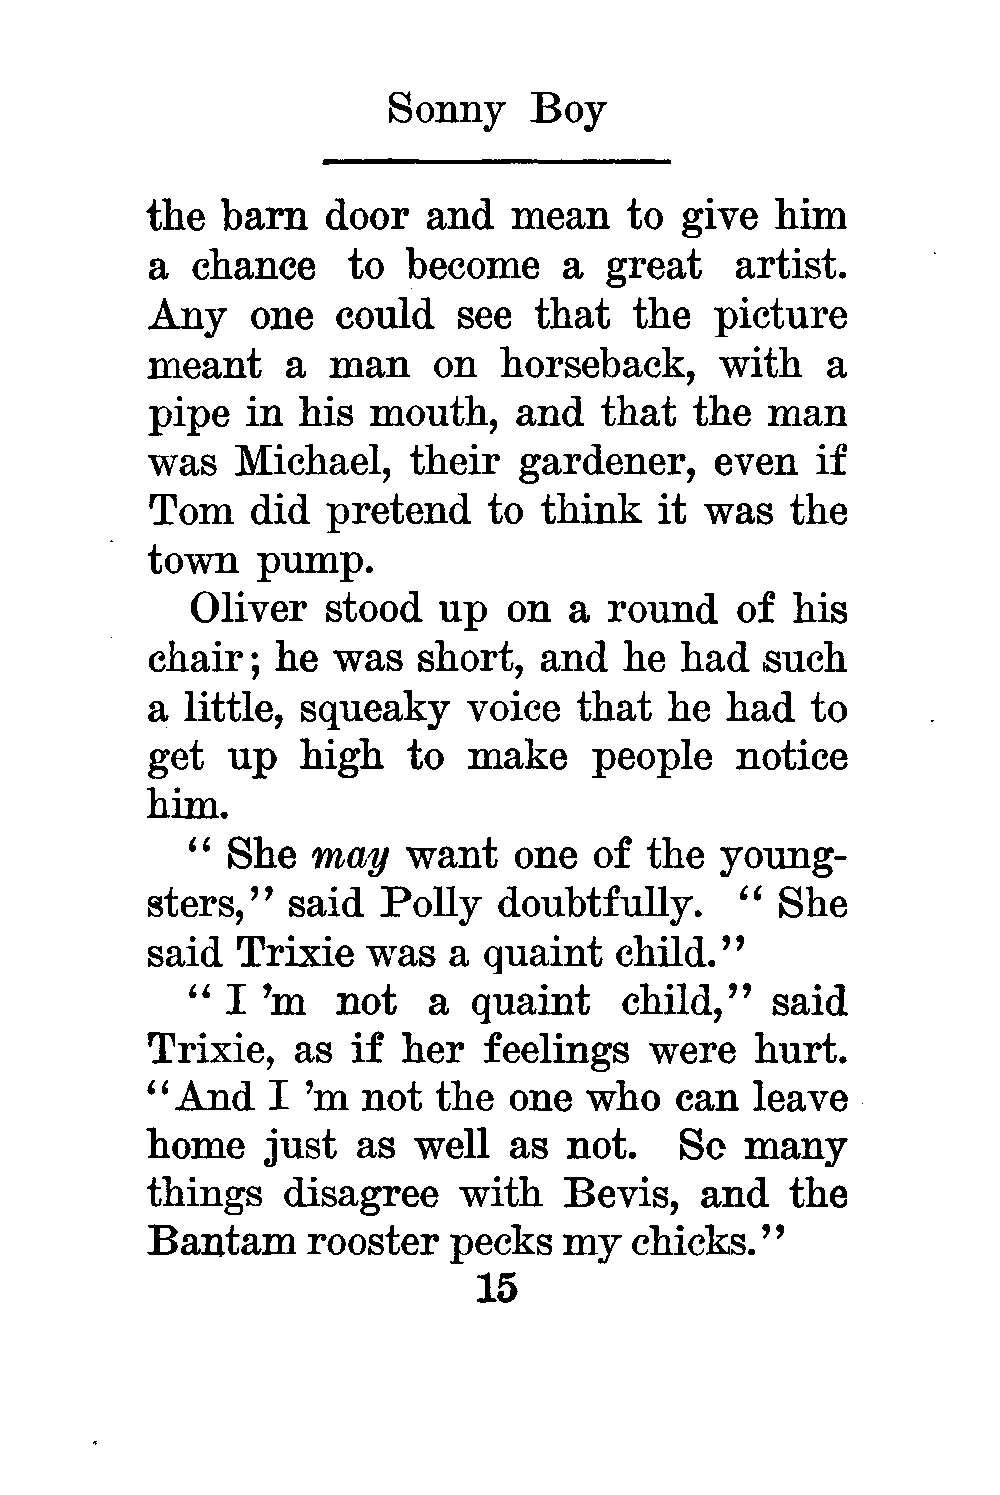 Sonny Boy
the barn door and mean to give him
a chance to become a great artist.
Any one could see that the picture
meant a man on horseback, with a
pipe in his mouth, and that the man
was Michael, their gardener, even if
Tom did pretend to think it was the
town pump.
Oliver stood up on a round of his
chair; he was short, and he had such
a little, squeaky voice that he had to
get up high to make people notice
him.
“ She may want one of the young-
sters,” said Polly doubtfully. “ She
said Trixie was a quaint child.”
“ I ’m not a quaint child,” said
Trixie, as if her feelings were hurt.
“And I ’m not the one who can leave
home just as well as not. So many
things disagree with Bevis, and the
Bantam rooster pecks my chicks.”
15